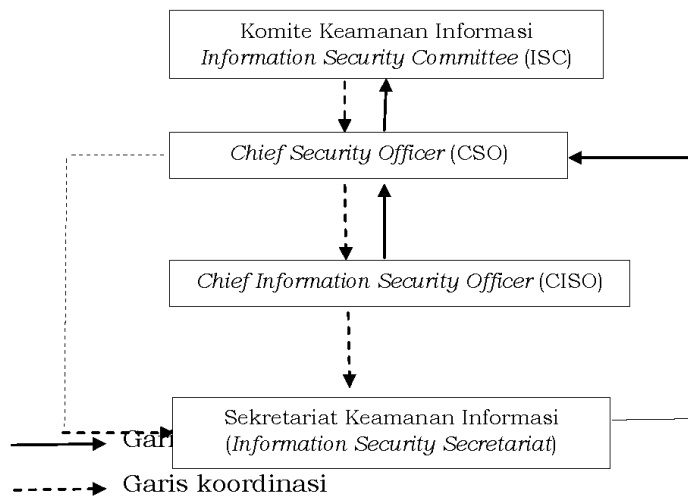 Komite Keamanan Informasi
Information Security Committee (ISC)
Chief Security Officer (CSO)
Chief Information Security Officer (CISO)
Sekretariat Keamanan Informasi
(Information Security Secretariat)
Garis koordinasi